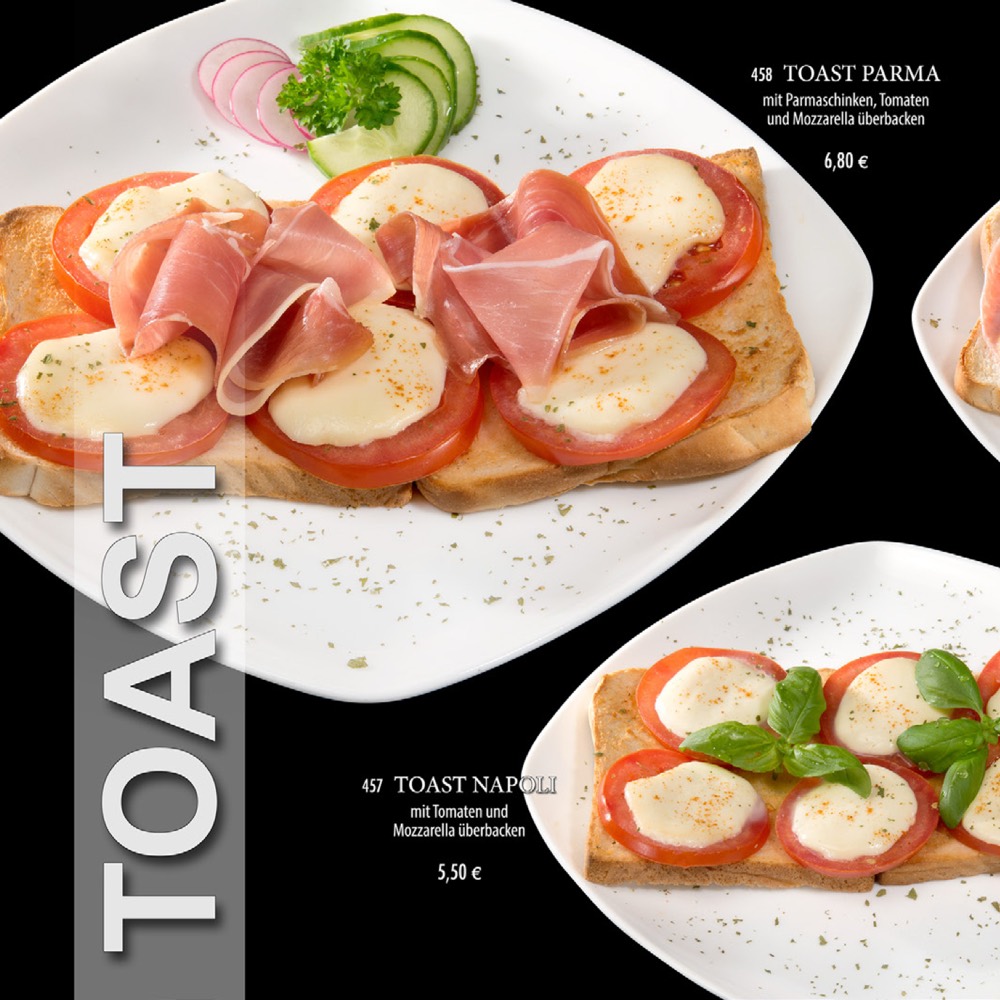 458 TOAST PARMA
mit Parmaschinken, Tomaten
und Mozzarella überbacken
6,80 €
TOAST
457 TOAST NAPOLI
mit Tomaten und
Mozzarella überbacken
5,50 €